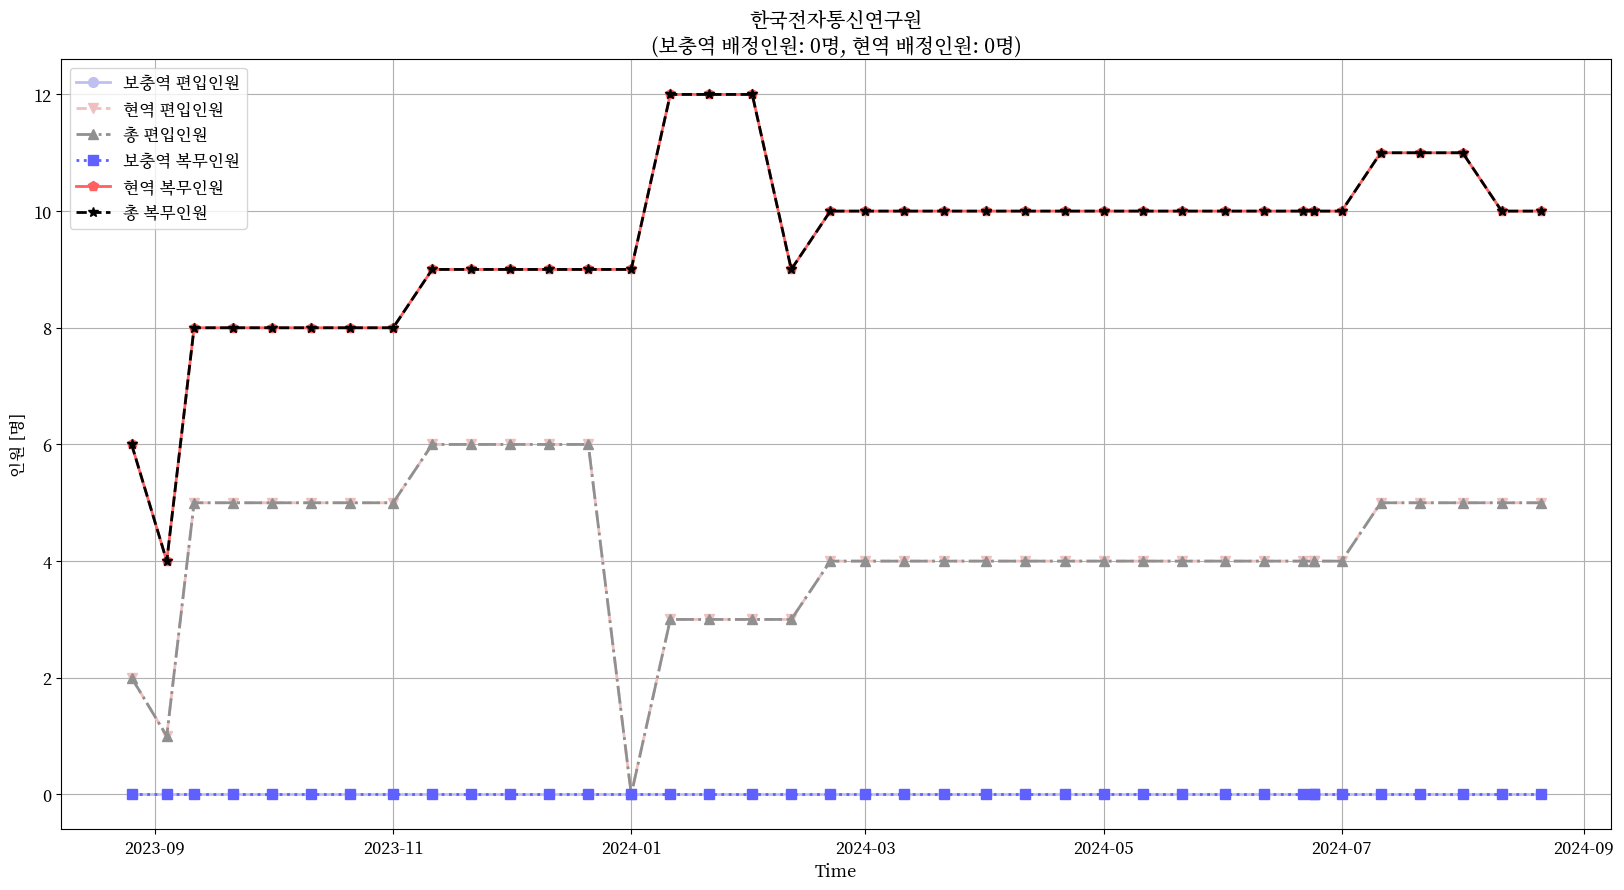 한국전자통신연구원
(보충역 배정인원: 0명, 현역 배정인원: 0명)
보충역 편입인원
현역 편입인원
총 편입인원
보충역 복무인원
현역 복무인원
총 복무인원
12
10
8
6
4
2
0
인원 [명]
2023-09
2023-11
2024-01
2024-03
2024-05
2024-07
2024-09
Time